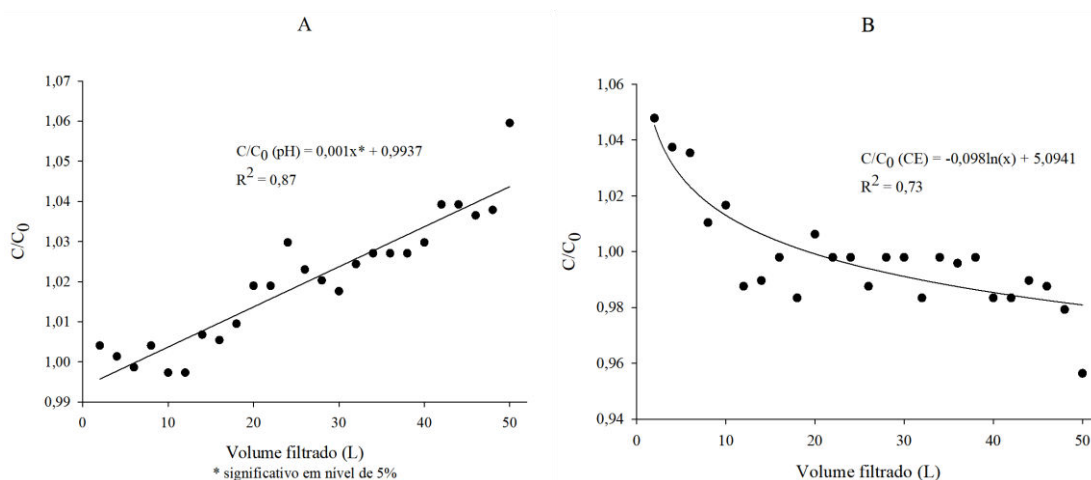 A
C/C0
1,07
1,06
1,05
1,04
1,03
1,02
1,01
1,00
0,99
C/C0 (pH) = 0,001x* + 0,9937
R2 = 0,87
0 10 20 30 40 50
Volume filtrado (L)
* significativo em nível de 5%
B
C/C0
1,06
1,04
1,02
1,00
0,98
0,96
0,94
C/C0 (CE) = -0,098ln(x) + 5,0941
R2 = 0,73
0 10 20 30 40 50
Volume filtrado (L)